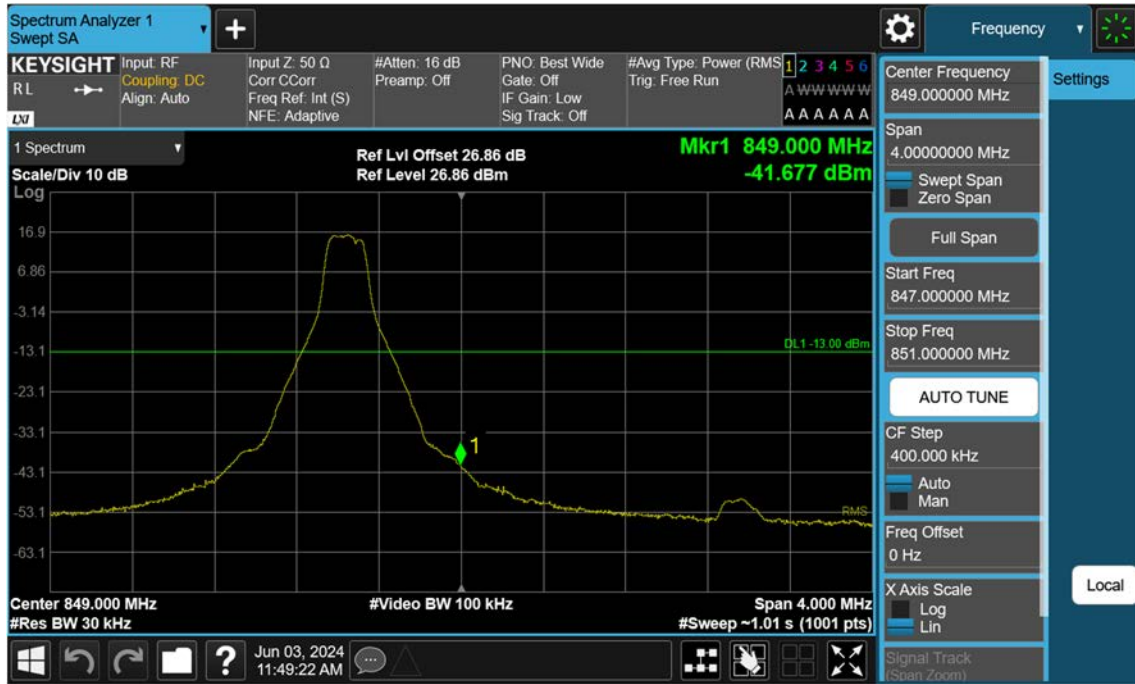 Spectrum Analyzer 1
Swept SA
+
Frequency
KEYSIGHT
R L
LXI
Input: RF
Coupling: DC
Align: Auto
Input Z: 50 Ω
Corr CCorr
Freq Ref: Int (S)
NFE: Adaptive
#Atten: 16 dB
Preamp: Off
PNO: Best Wide
Gate: Off
IF Gain: Low
Sig Track: Off
#Avg Type: Power (RMS
Trig: Free Run
1 2 3 4 5 6
A W W W W W
A A A A A A
1 Spectrum
Scale/Div 10 dB
Log
Ref Lvl Offset 26.86 dB
Ref Level 26.86 dBm
Mkr1 849.000 MHz
-41.677 dBm
16.9
6.86
-3.14
-13.1
-23.1
-33.1
-43.1
-53.1
-63.1
DL1 -13.00 dBm
1
RMS
Center 849.000 MHz
#Res BW 30 kHz
#Video BW 100 kHz
Span 4.000 MHz
#Sweep ~1.01 s (1001 pts)
Center Frequency
849.000000 MHz
Span
4.00000000 MHz
Swept Span
Zero Span
Full Span
Start Freq
847.000000 MHz
Stop Freq
851.000000 MHz
AUTO TUNE
CF Step
400.000 kHz
Auto
Man
Freq Offset
0 Hz
X Axis Scale
Log
Lin
Signal Track
(Span Zoom)
Settings
Local
?
Jun 03, 2024
11:49:22 AM